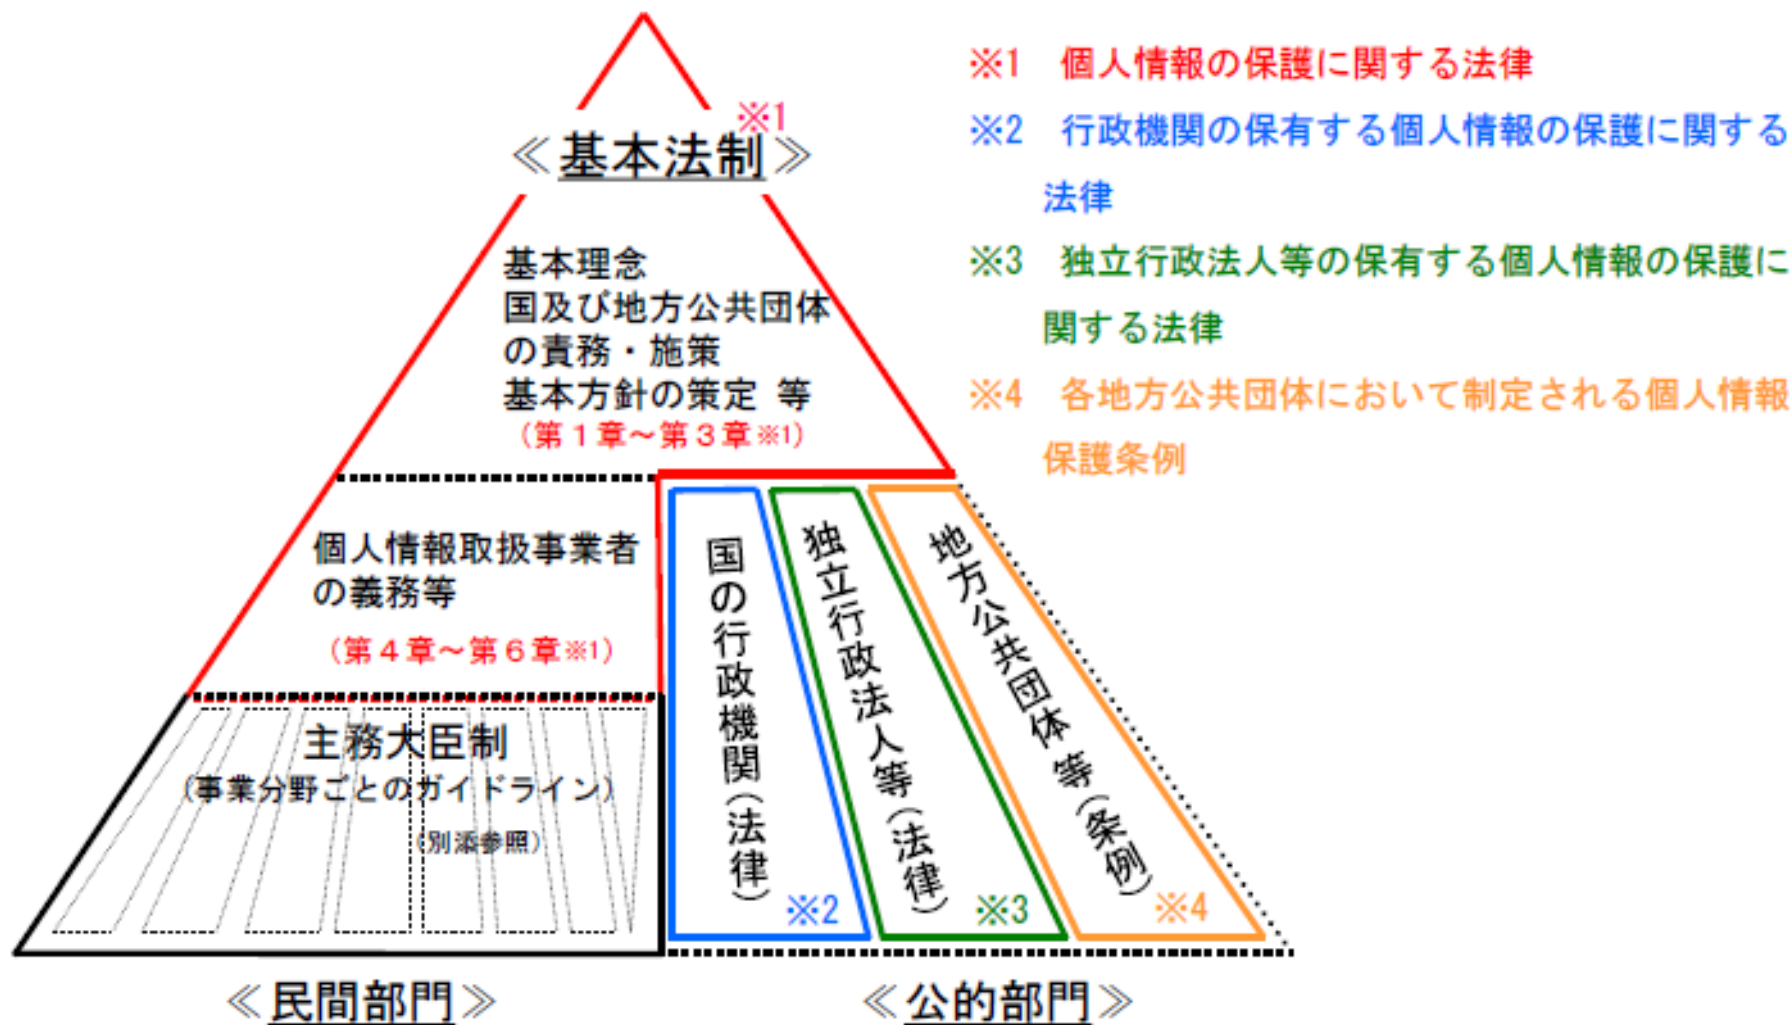 ※1
≪基本法制≫
基本理念
国及び地方公共団体
の責務・施策
基本方針の策定 等
（第１章～第３章※1）
個人情報取扱事業者
の義務等
（第４章～第６章※1）
主務大臣制
（事業分野ごとのガイドライン）
（別添参照）
≪民間部門≫
国の行政機関（法律）
※2
独立行政法人等（法律）
※3
地方公共団体 等（条例）
※4
≪公的部門≫
※1 個人情報の保護に関する法律
※2 行政機関の保有する個人情報の保護に関する
法律
※3 独立行政法人等の保有する個人情報の保護に
関する法律
※4 各地方公共団体において制定される個人情報
保護条例